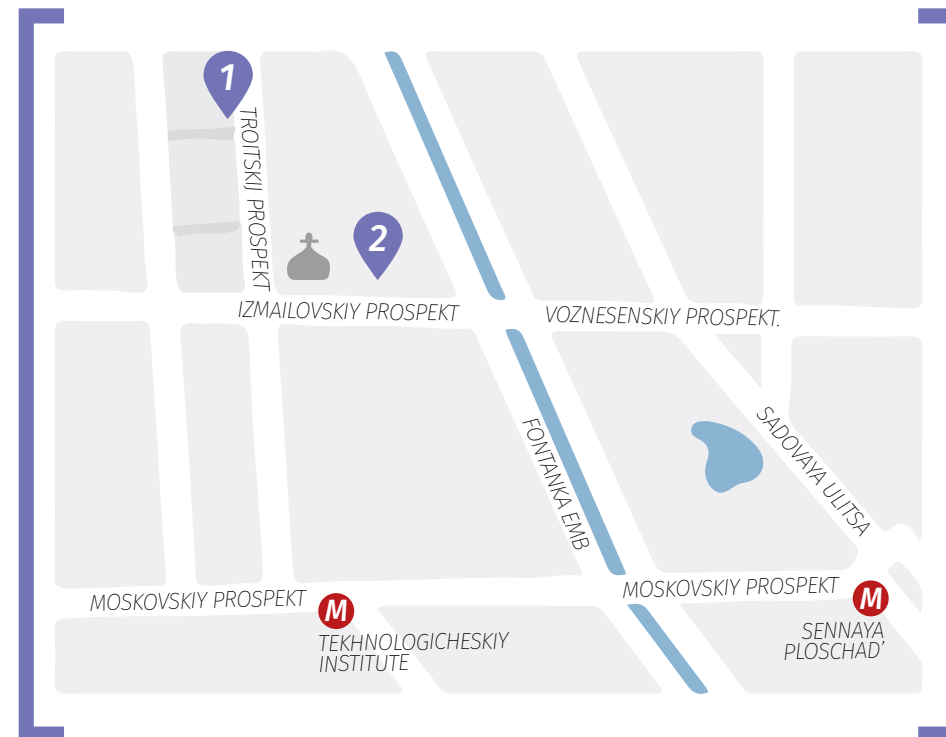 1
TROITSKIJ PROSPEKT
2
IZMAILOVSKIY PROSPEKT
VOZNESENSKIY PROSPEKT.
FONTANKA EMB
SADOVAYA ULITSA
MOSKOVSKIY PROSPEKT
MOSKOVSKIY PROSPEKT
M
M
TEKHNOLOGICHESKIY
INSTITUTE
SENNAYA
PLOSCHAD’